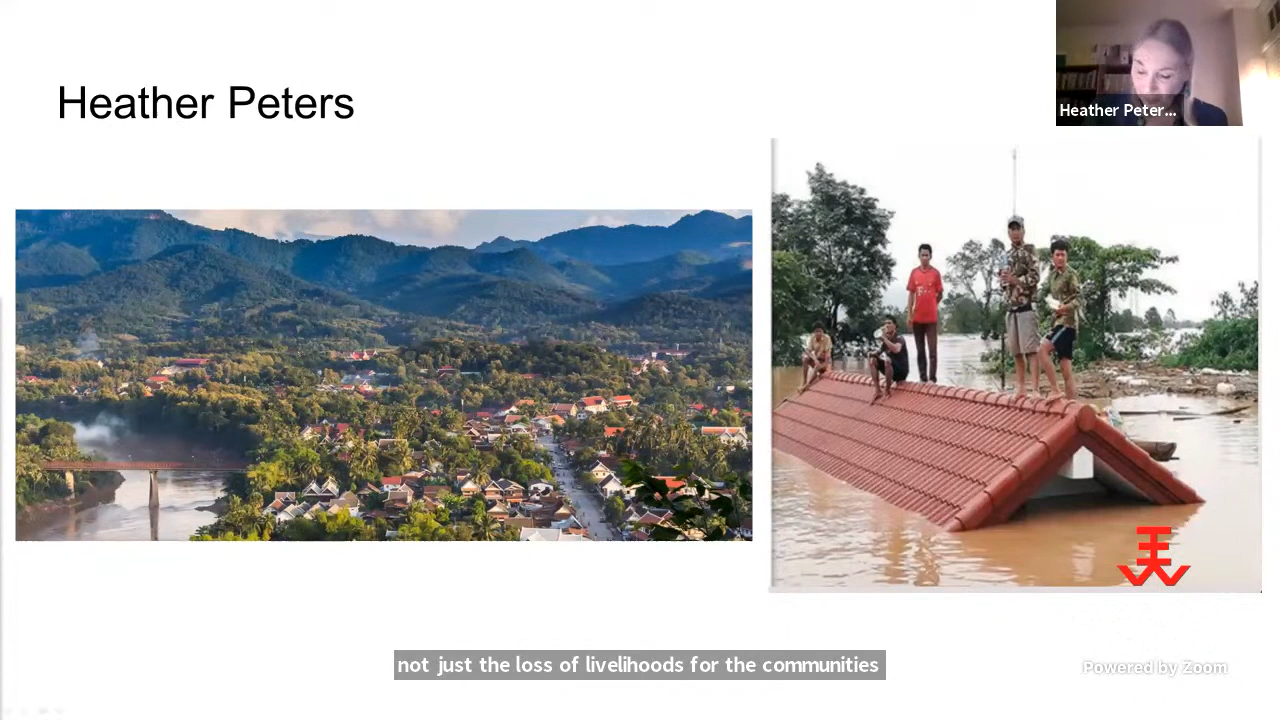 Heather Peters
Heather Peter...
not just the loss of livelihoods for the communities
Powered by Zoom